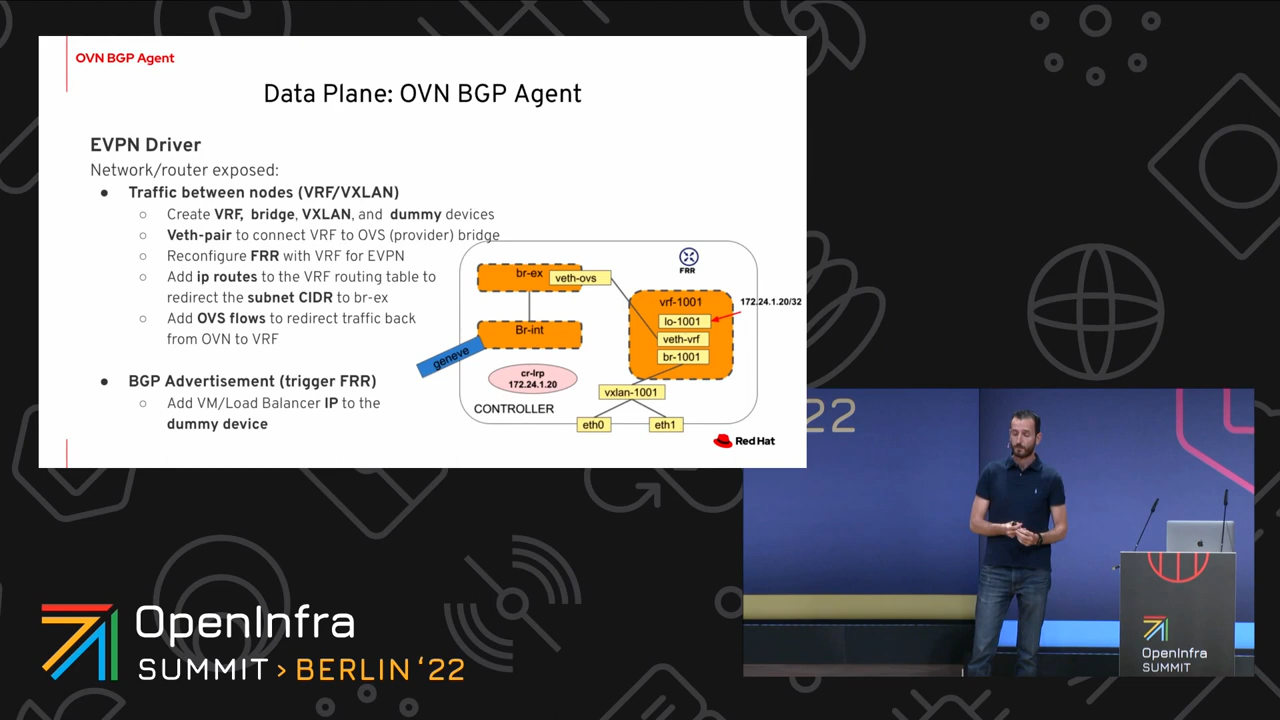 OVN BGP Agent
Data Plane: OVN BGP Agent
EVPN Driver
Network/router exposed:
● Traffic between nodes (VRF/VXLAN)
○ Create VRF, bridge, VXLAN, and dummy devices
○ Veth-pair to connect VRF to OVS (provider) bridge
○ Reconfigure FRR with VRF for EVPN
○ Add ip routes to the VRF routing table to
redirect the subnet CIDR to br-ex
○ Add OVS flows to redirect traffic back
from OVN to VRF
● BGP Advertisement (trigger FRR)
○ Add VM/Load Balancer IP to the
dummy device
FRR
br-ex
veth-ovs
vrf-1001
172.24.1.20/32
lo-1001
Br-int
veth-vrf
geneve
br-1001
cr-lrp
172.24.1.20
vxlan-1001
CONTROLLER
eth0
eth1
Red Hat
'22
OpenInfra
SUMMIT
OpenInfra
SUMMIT > BERLIN ‘22